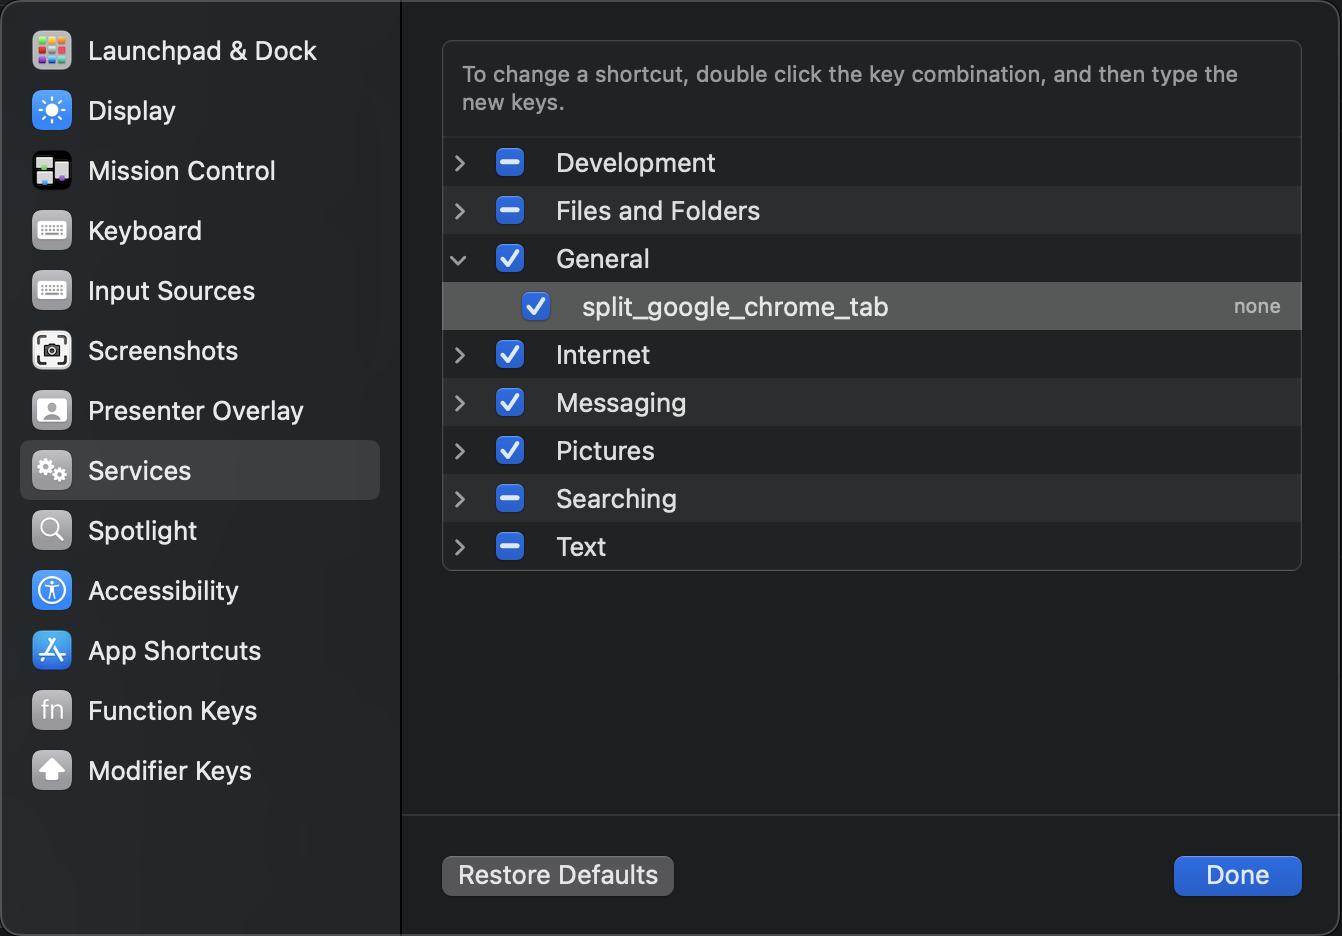 Launchpad & Dock
Display
Mission Control
Keyboard
Input Sources
Screenshots
Presenter Overlay
Services
Spotlight
Accessibility
App Shortcuts
fn Function Keys
Modifier Keys
To change a shortcut, double click the key combination, and then type the
new keys.
Development
Files and Folders
General
split_google_chrome_tab none
Internet
Messaging
Pictures
Searching
Text
Restore Defaults
Done